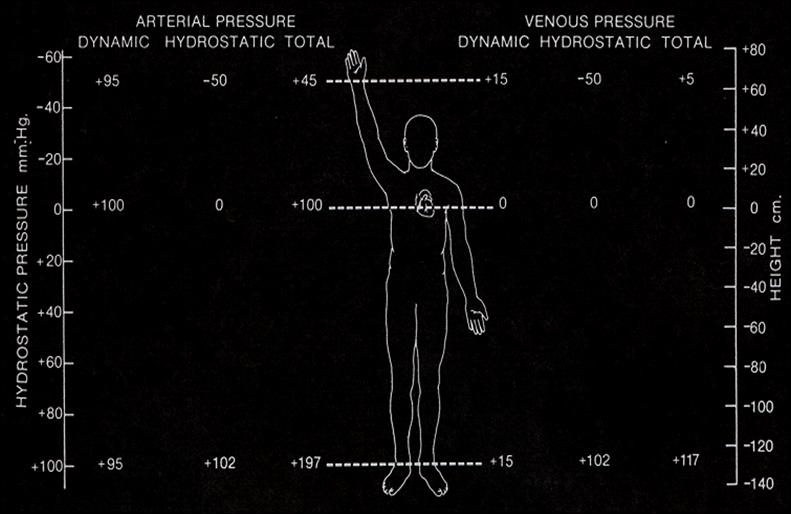 ARTERIAL PRESSURE VENOUS PRESSURE
DYNAMIC HYDROSTATIC TOTAL DYNAMIC HYDROSTATIC TOTAL
-60 +80
+95 -50 +45 +15 -50 +5
+60
-40
+40
-20
+20
0 +100 0 +100 0 0 0 0
-20
+20
-40
+40
-60
+60
-80
+80
-100
-120
+100 +95 +102 +197 +15 +102 +117
-140
HYDROSTATIC PRESSURE mm.Hg.
HEIGHT cm.